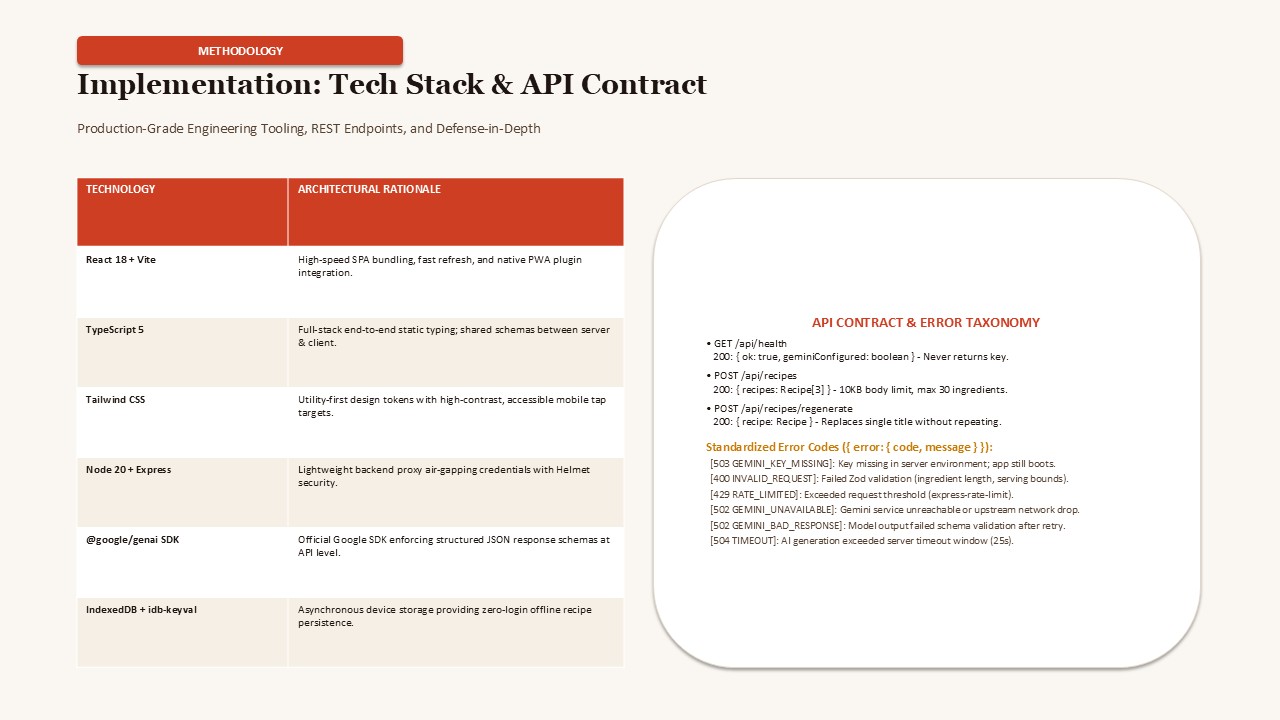 METHODOLOGY
Implementation: Tech Stack & API Contract
Production-Grade Engineering Tooling, REST Endpoints, and Defense-in-Depth
TECHNOLOGY
ARCHITECTURAL RATIONALE
React 18 + Vite
High-speed SPA bundling, fast refresh, and native PWA plugin
integration.
TypeScript 5
Full-stack end-to-end static typing; shared schemas between server
& client.
Tailwind CSS
Utility-first design tokens with high-contrast, accessible mobile tap
targets.
Node 20 + Express
Lightweight backend proxy air-gapping credentials with Helmet
security.
@google/genai SDK
Official Google SDK enforcing structured JSON response schemas at
API level.
IndexedDB + idb-keyval
Asynchronous device storage providing zero-login offline recipe
persistence.
API CONTRACT & ERROR TAXONOMY
• GET /api/health
200: { ok: true, geminiConfigured: boolean } - Never returns key.
• POST /api/recipes
200: { recipes: Recipe[3] } - 10KB body limit, max 30 ingredients.
• POST /api/recipes/regenerate
200: { recipe: Recipe } - Replaces single title without repeating.
Standardized Error Codes ({ error: { code, message } }):
[503 GEMINI_KEY_MISSING]: Key missing in server environment; app still boots.
[400 INVALID_REQUEST]: Failed Zod validation (ingredient length, serving bounds).
[429 RATE_LIMITED]: Exceeded request threshold (express-rate-limit).
[502 GEMINI_UNAVAILABLE]: Gemini service unreachable or upstream network drop.
[502 GEMINI_BAD_RESPONSE]: Model output failed schema validation after retry.
[504 TIMEOUT]: AI generation exceeded server timeout window (25s).